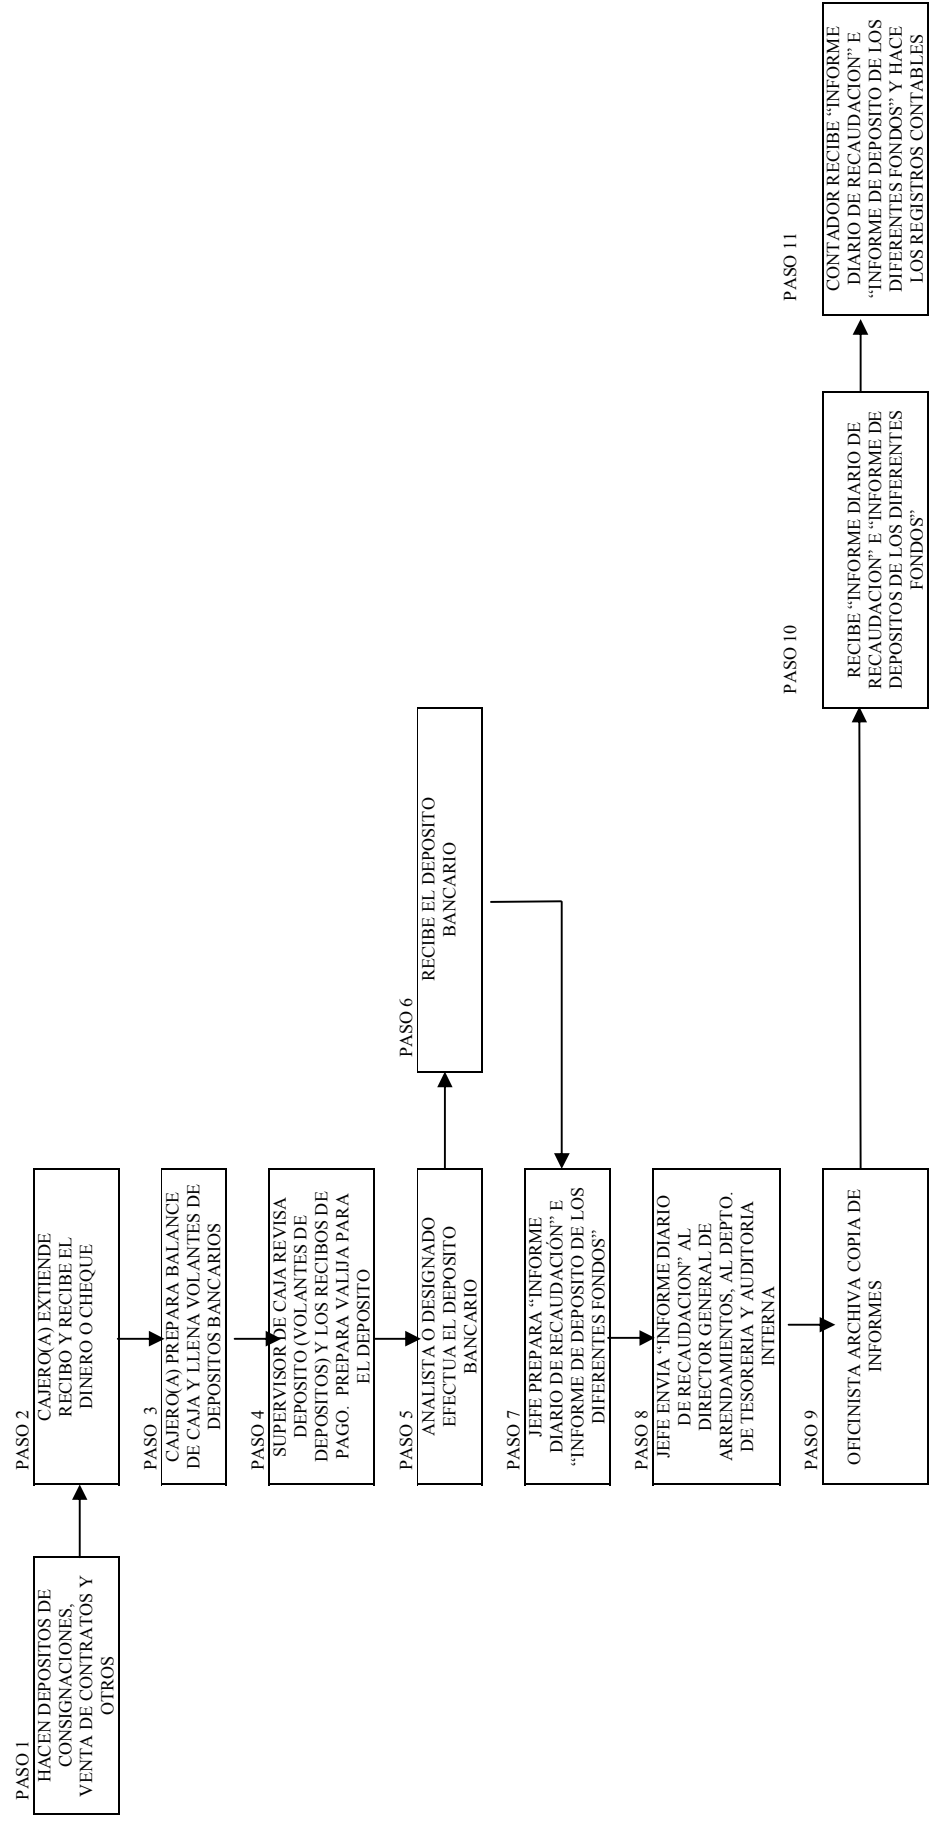 PASO 1
HACEN DEPOSITOS DE
CONSIGNACIONES,
VENTA DE CONTRATOS Y
OTROS
PASO 2
CAJERO(A) EXTIENDE
RECIBO Y RECIBE EL
DINERO O CHEQUE
PASO 3
CAJERO(A) PREPARA BALANCE
DE CAJA Y LLENA VOLANTES DE
DEPOSITOS BANCARIOS
PASO 4
SUPERVISOR DE CAJA REVISA
DEPOSITO (VOLANTES DE
DEPOSITOS) Y LOS RECIBOS DE
PAGO. PREPARA VALIJA PARA
EL DEPOSITO
PASO 5
ANALISTA O DESIGNADO
EFECTUA EL DEPOSITO
BANCARIO
PASO 6
RECIBE EL DEPOSITO
BANCARIO
PASO 7
JEFE PREPARA “INFORME
DIARIO DE RECAUDACIÓN” E
“INFORME DE DEPOSITO DE LOS
DIFERENTES FONDOS”
PASO 8
JEFE ENVIA “INFORME DIARIO
DE RECAUDACION” AL
DIRECTOR GENERAL DE
ARRENDAMIENTOS, AL DEPTO.
DE TESORERIA Y AUDITORIA
INTERNA
PASO 9
OFICINISTA ARCHIVA COPIA DE
INFORMES
PASO 10
RECIBE “INFORME DIARIO DE
RECAUDACION” E “INFORME DE
DEPOSITOS DE LOS DIFERENTES
FONDOS”
PASO 11
CONTADOR RECIBE “INFORME
DIARIO DE RECAUDACION” E
“INFORME DE DEPOSITO DE LOS
DIFERENTES FONDOS” Y HACE
LOS REGISTROS CONTABLES